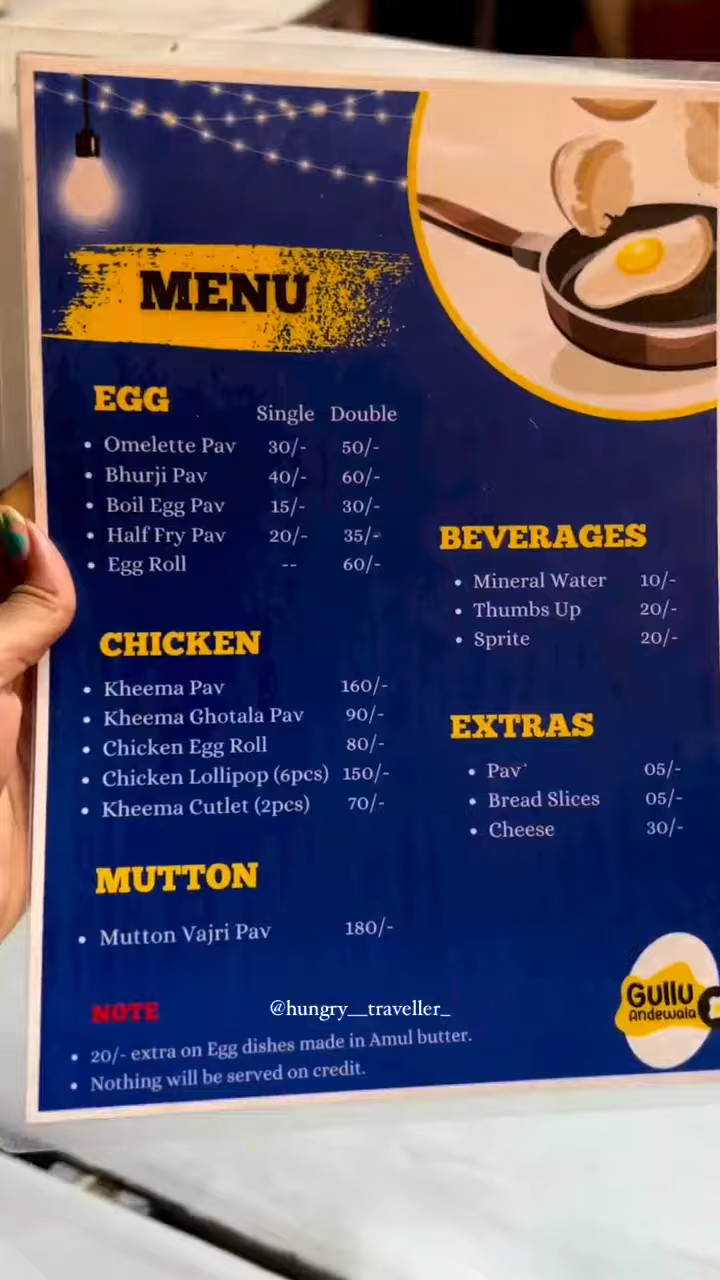 MENU
EGG
Single Double
• Omelette Pav 30/- 50/-
• Bhurji Pav 40/- 60/-
• Boil Egg Pav 15/- 30/-
• Half Fry Pav 20/- 35/-
• Egg Roll -- 60/-
CHICKEN
• Kheema Pav 160/-
• Kheema Ghotala Pav 90/-
• Chicken Egg Roll 80/-
• Chicken Lollipop (6pcs) 150/-
• Kheema Cutlet (2pcs) 70/-
MUTTON
• Mutton Vajri Pav 180/-
BEVERAGES
• Mineral Water 10/-
• Thumbs Up 20/-
• Sprite 20/-
EXTRAS
• Pav 05/-
• Bread Slices 05/-
• Cheese 30/-
NOTE
• 20/- extra on Egg dishes made in Amul butter.
• Nothing will be served on credit.
@hungry__traveller_
Gullu
Andewala